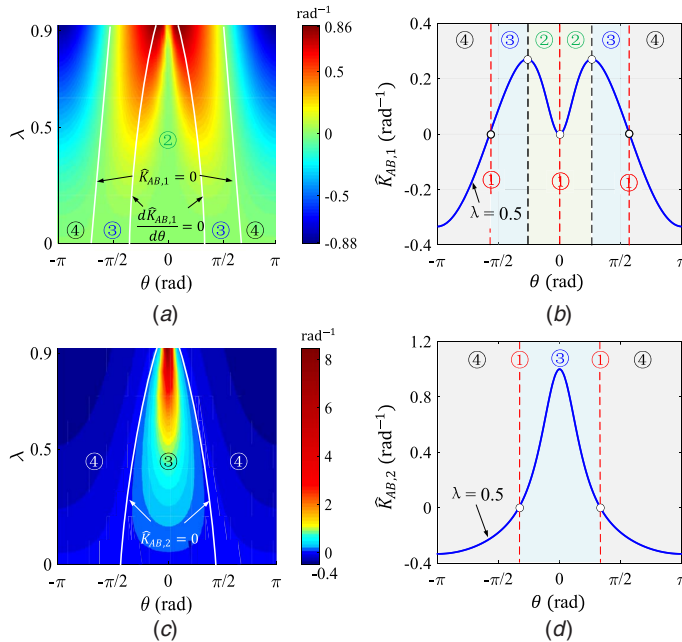 rad⁻¹
0.9
0.5
0
λ
②
K̂_AB,1 = 0
dK̂_AB,1/dθ = 0
④ ③ ③ ④
-π -π/2 0 π/2 π
θ (rad)
0.86
0.5
0
-0.5
-0.88
(a)
0.4
0.2
0
-0.2
-0.4
K̂_AB,1 (rad⁻¹)
④ ③ ② ② ③ ④
① ① ①
λ = 0.5
-π -π/2 0 π/2 π
θ (rad)
(b)
rad⁻¹
0.9
0.5
0
λ
④ ③ ④
K̂_AB,2 = 0
-π -π/2 0 π/2 π
θ (rad)
8
6
4
2
0
-0.4
(c)
1.2
0.8
0.4
0
-0.4
K̂_AB,2 (rad⁻¹)
④ ① ③ ① ④
λ = 0.5
-π -π/2 0 π/2 π
θ (rad)
(d)